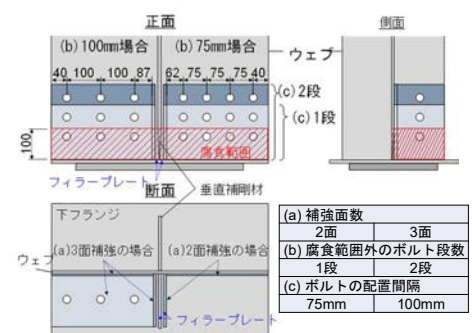 正面
側面
(b)100mm場合
(b)75mm場合
ウェブ
40 100 100 87
62 75 75 75 40
(c)2段
(c)1段
100
腐食範囲
フィラープレート
断面
垂直補剛材
下フランジ
ウェブ
(a)3面補強の場合
(a)2面補強の場合
フィラープレート
(a) 補強面数
2面 3面
(b) 腐食範囲外のボルト段数
1段 2段
(c) ボルトの配置間隔
75mm 100mm